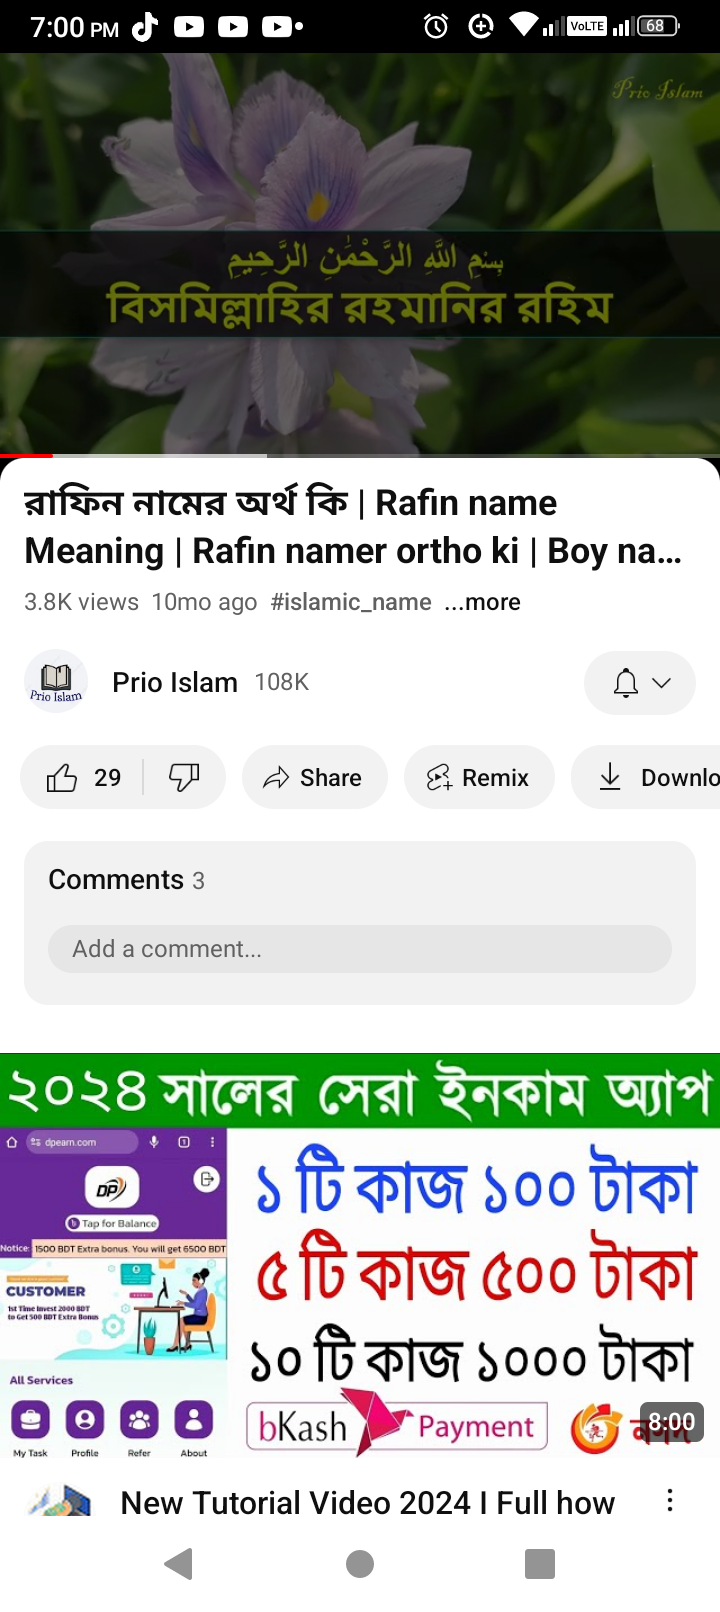 7:00 PM
VoLTE
68
Prio Islam
بِسْمِ اللَّهِ الرَّحْمَٰنِ الرَّحِيمِ
বিসমিল্লাহির রহমানির রহিম
রাফিন নামের অর্থ কি | Rafin name
Meaning | Rafin namer ortho ki | Boy na...
3.8K views 10mo ago #islamic_name ...more
Prio Islam
Prio Islam 108K
29
Share
Remix
Downlo
Comments 3
Add a comment...
২০২৪ সালের সেরা ইনকাম অ্যাপ
dpearn.com
1
DP
Tap for Balance
Notice: 1500 BDT Extra bonus. You will get 6500 BDT
CUSTOMER
1st Time Invest 2000 BDT
to Get 500 BDT Extra Bonus
All Services
My Task Profile Refer About
১ টি কাজ ১০০ টাকা
৫ টি কাজ ৫০০ টাকা
১০ টি কাজ ১০০০ টাকা
bKash Payment
8:00
New Tutorial Video 2024 I Full how